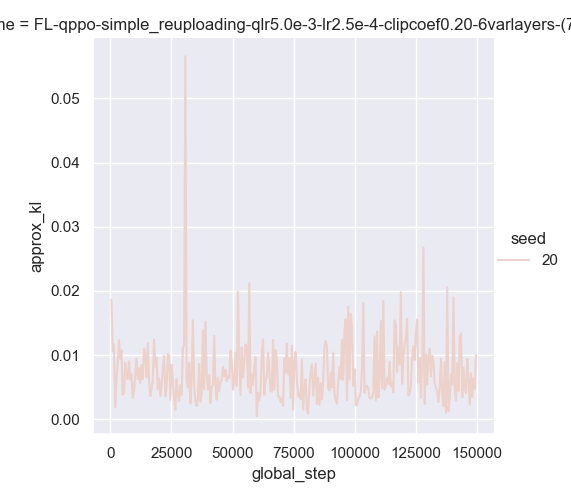 me = FL-qppo-simple_reuploading-qlr5.0e-3-lr2.5e-4-clipcoef0.20-6varlayers-(7
approx_kl
0.05
0.04
0.03
0.02
0.01
0.00
0 25000 50000 75000 100000 125000 150000
global_step
seed
20